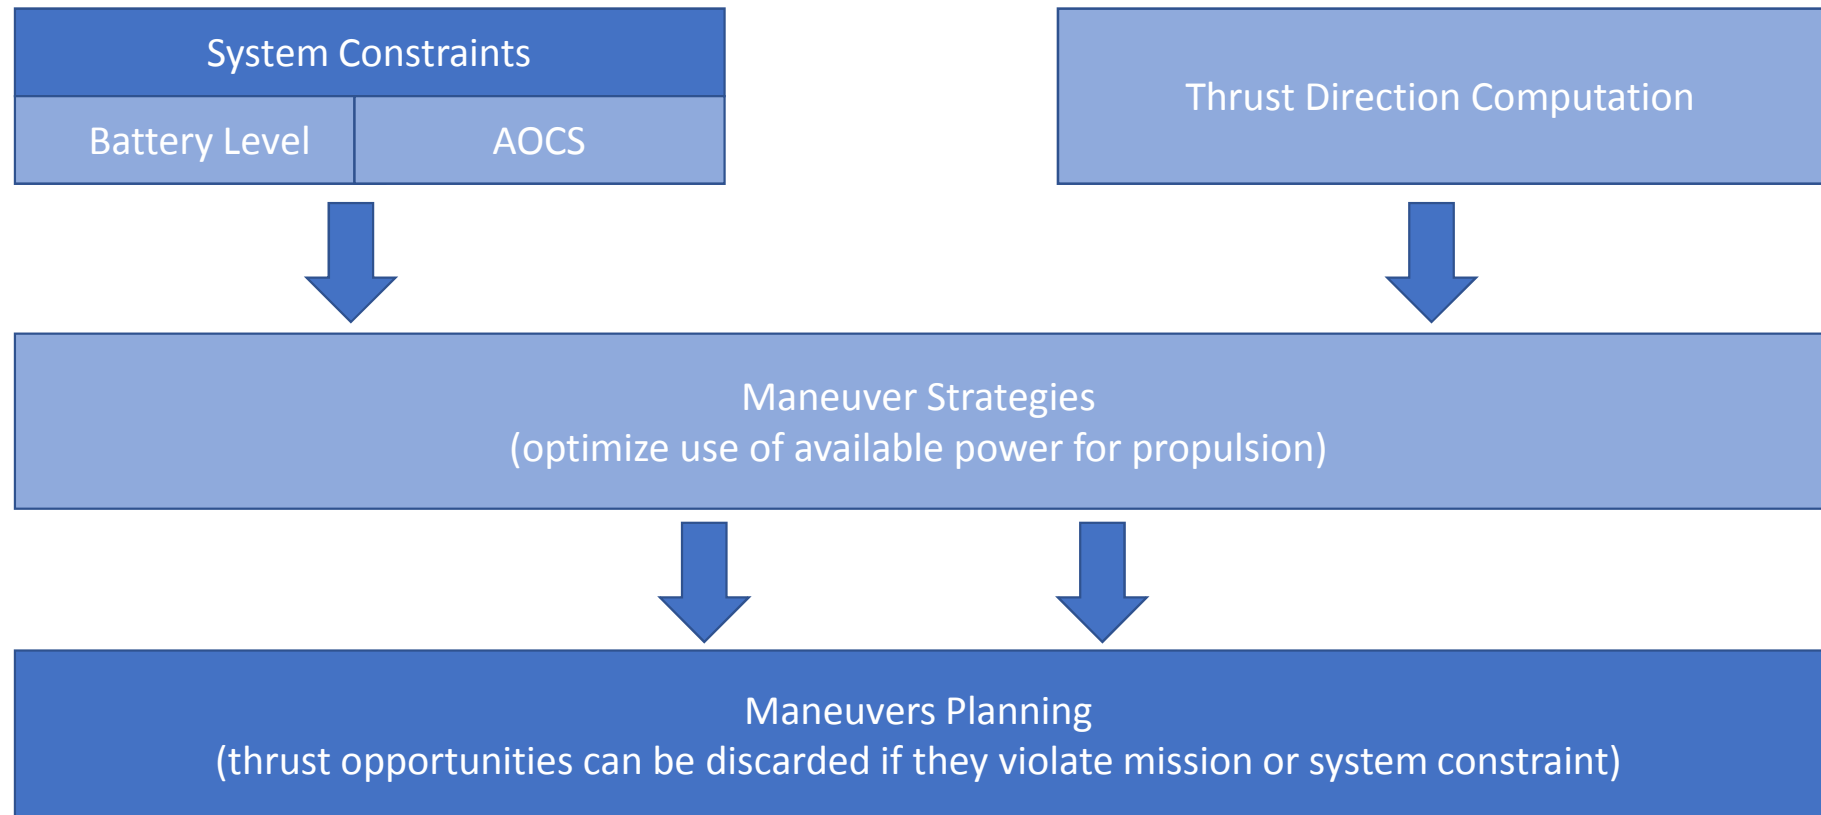 System Constraints
Battery Level
AOCS
Thrust Direction Computation
Maneuver Strategies
(optimize use of available power for propulsion)
Maneuvers Planning
(thrust opportunities can be discarded if they violate mission or system constraint)